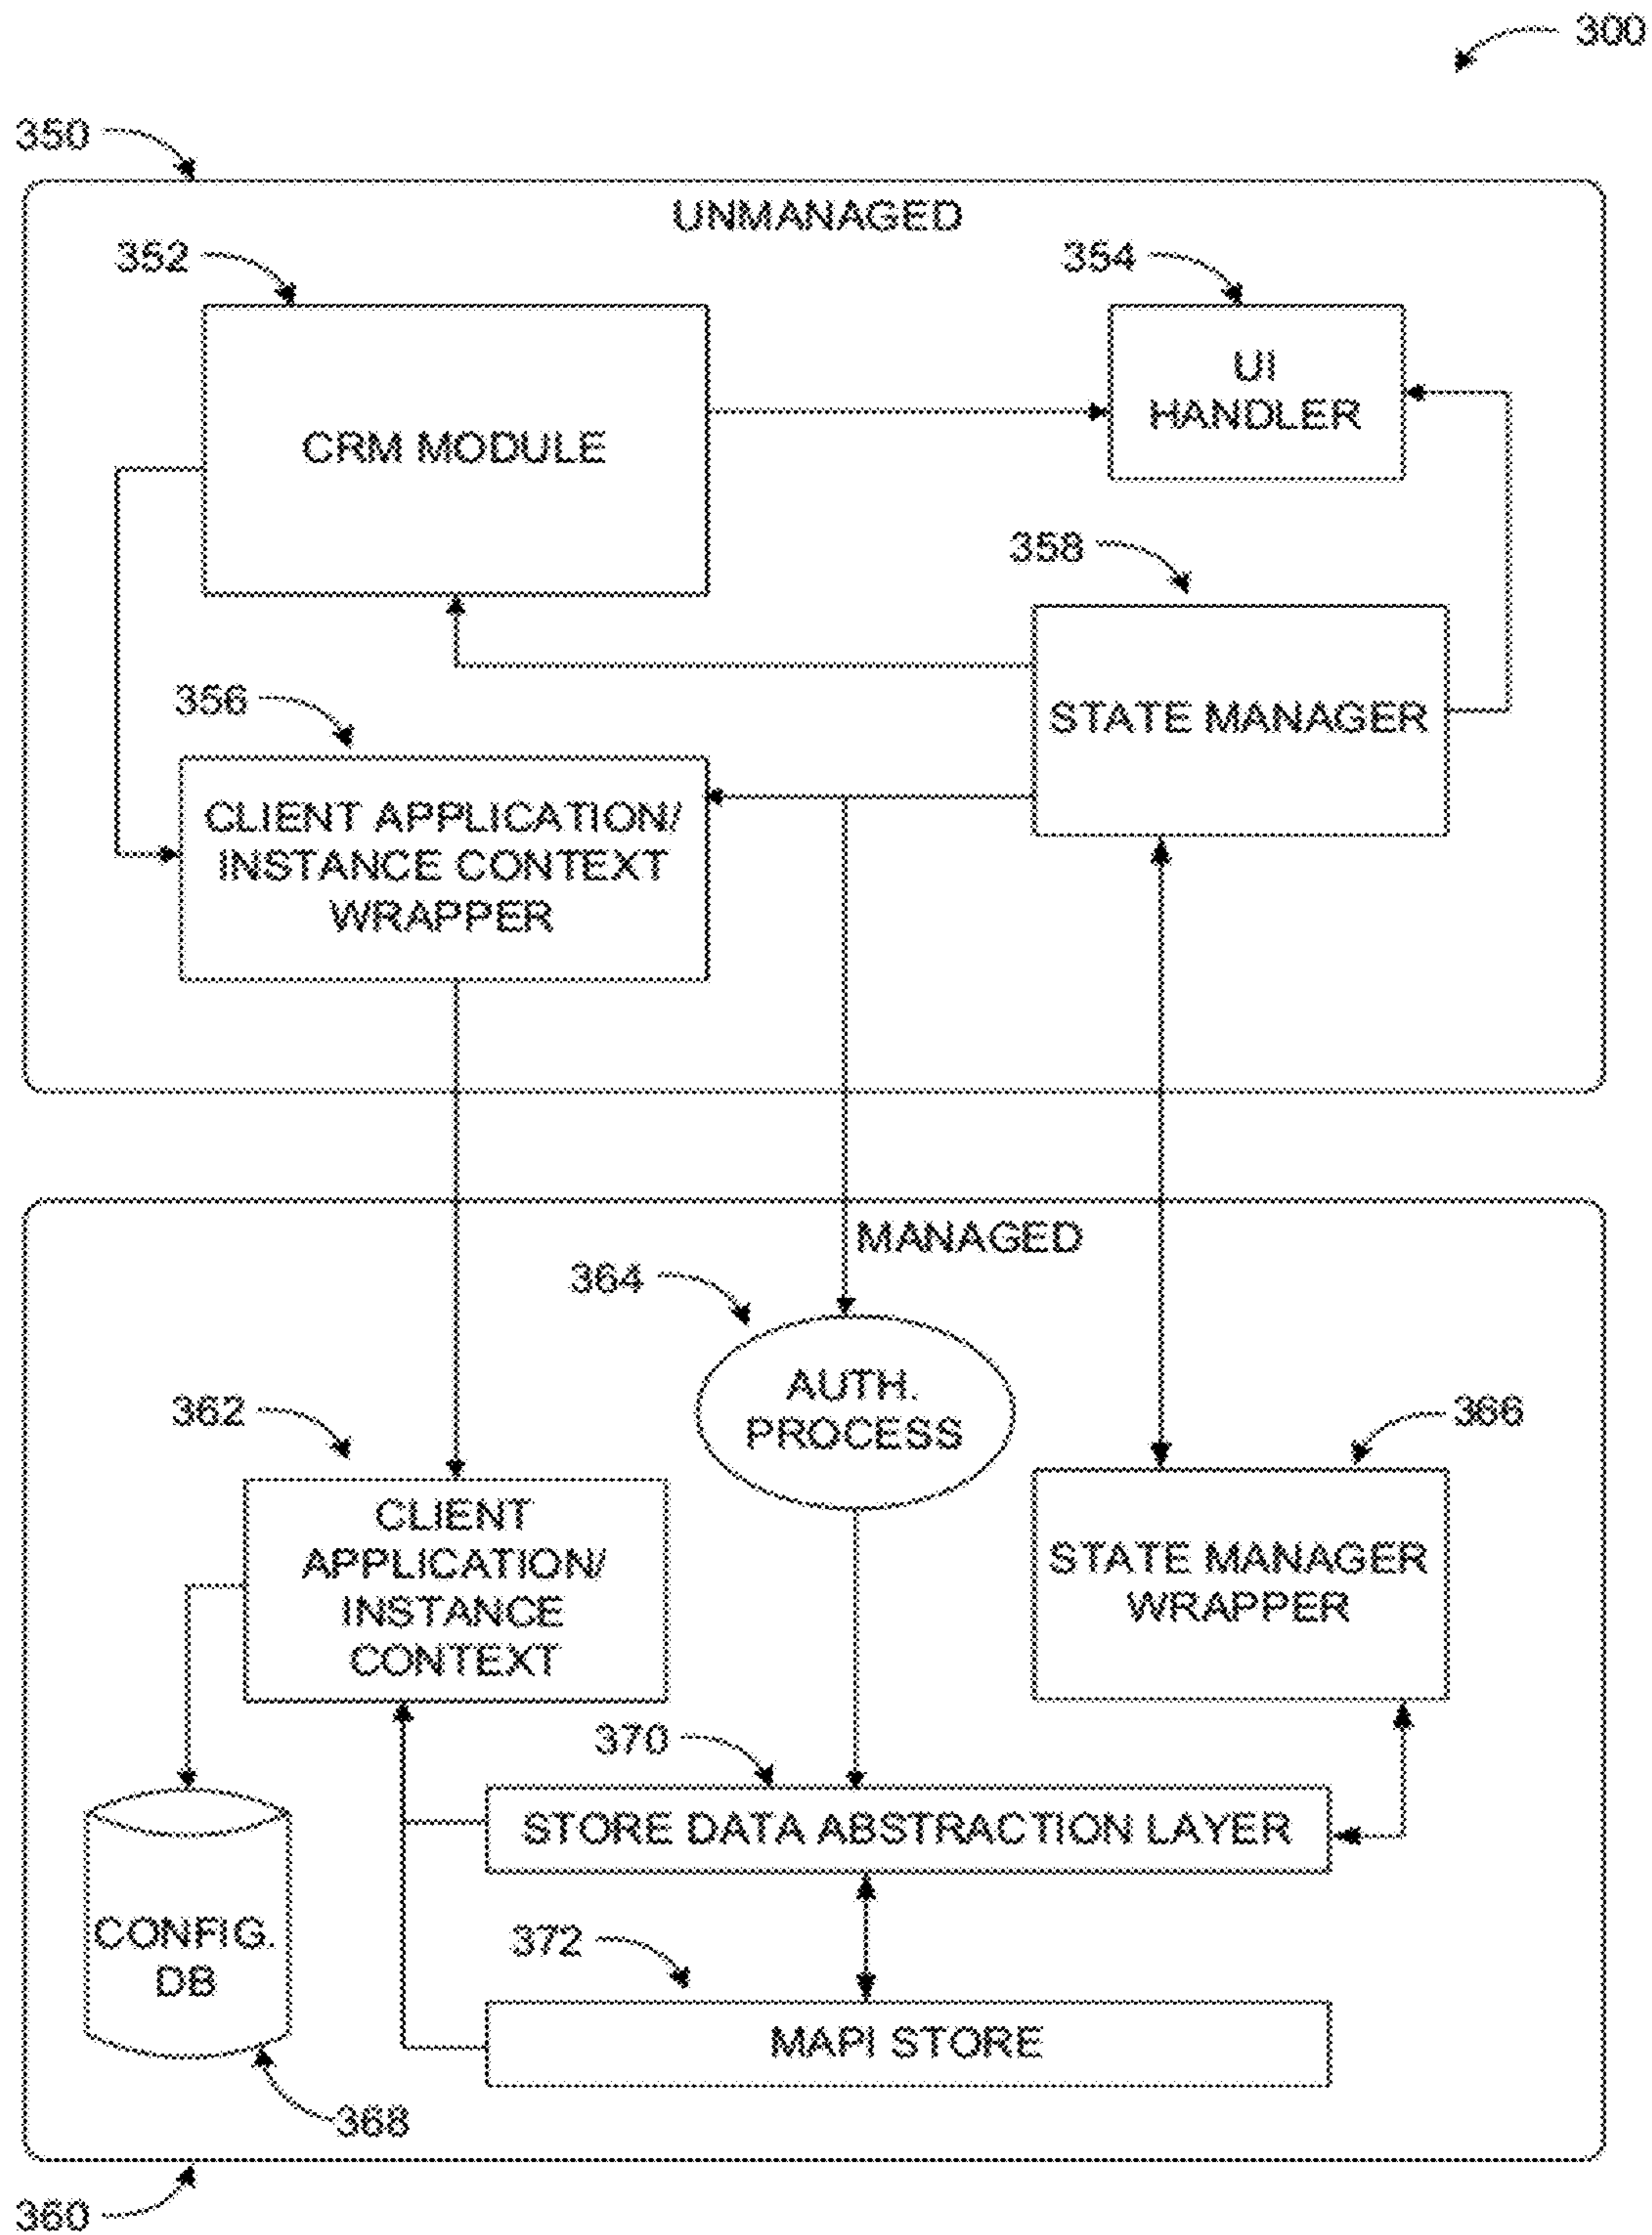 300
350
UNMANAGED
352
354
CRM MODULE
UI
HANDLER
358
356
STATE MANAGER
CLIENT APPLICATION/
INSTANCE CONTEXT
WRAPPER
MANAGED
364
362
AUTH.
PROCESS
366
CLIENT
APPLICATION/
INSTANCE
CONTEXT
STATE MANAGER
WRAPPER
370
STORE DATA ABSTRACTION LAYER
CONFIG.
DB
372
MAPI STORE
368
360